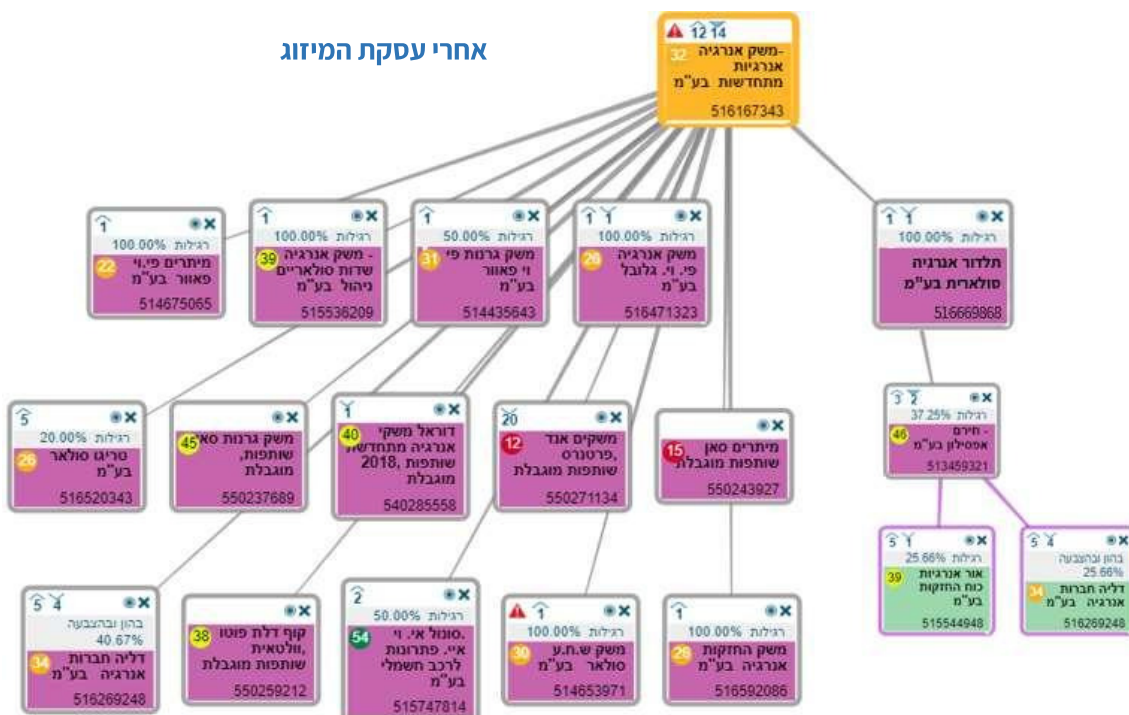 אחרי עסקת המיזוג
12 14
32
משק אנרגיה-
אנרגיות
מתחדשות בע"מ
516167343
1
רגילות 100.00%
22
מיתרים פי.וי
פאוור בע"מ
514675065
1
רגילות 100.00%
39
משק אנרגיה -
שדות סולאריים
ניהול בע"מ
515536209
1
רגילות 50.00%
31
משק גרנות פי
וי פאוור
בע"מ
514435643
1 1
רגילות 100.00%
26
משק אנרגיה
פי. וי. גלובל
בע"מ
516471323
1 1
רגילות 100.00%
תלדור אנרגיה
סולארית בע"מ
516669868
5
רגילות 20.00%
26
טריגו סולאר
בע"מ
516520343
45
משק גרנות סאן
שותפות,
מוגבלת
550237689
1
40
דוראל משקי
אנרגיה מתחדשת
שותפות ,2018
מוגבלת
540285558
20
12
משקים אנד
פרטנרס,
שותפות מוגבלת
550271134
15
מיתרים סאן
שותפות מוגבלת
550243927
3 2
רגילות 37.25%
46
חירם -
אפסילון בע"מ
513459321
5 4
בהון ובהצבעה
40.67%
34
דליה חברות
אנרגיה בע"מ
516269248
38
קוף דלת פוטו
וולטאית,
שותפות מוגבלת
550259212
2
רגילות 50.00%
54
סונול אי. וי.
איי. פתרונות
לרכב חשמלי
בע"מ
515747814
1
רגילות 100.00%
30
משק ש.ח.ע
סולאר בע"מ
514653971
1
רגילות 100.00%
28
משק החזקות
אנרגיה בע"מ
516592086
5 1
רגילות 25.66%
39
אור אנרגיות
כוח החזקות
בע"מ
515544948
5 4
בהון ובהצבעה
25.66%
34
דליה חברות
אנרגיה בע"מ
516269248